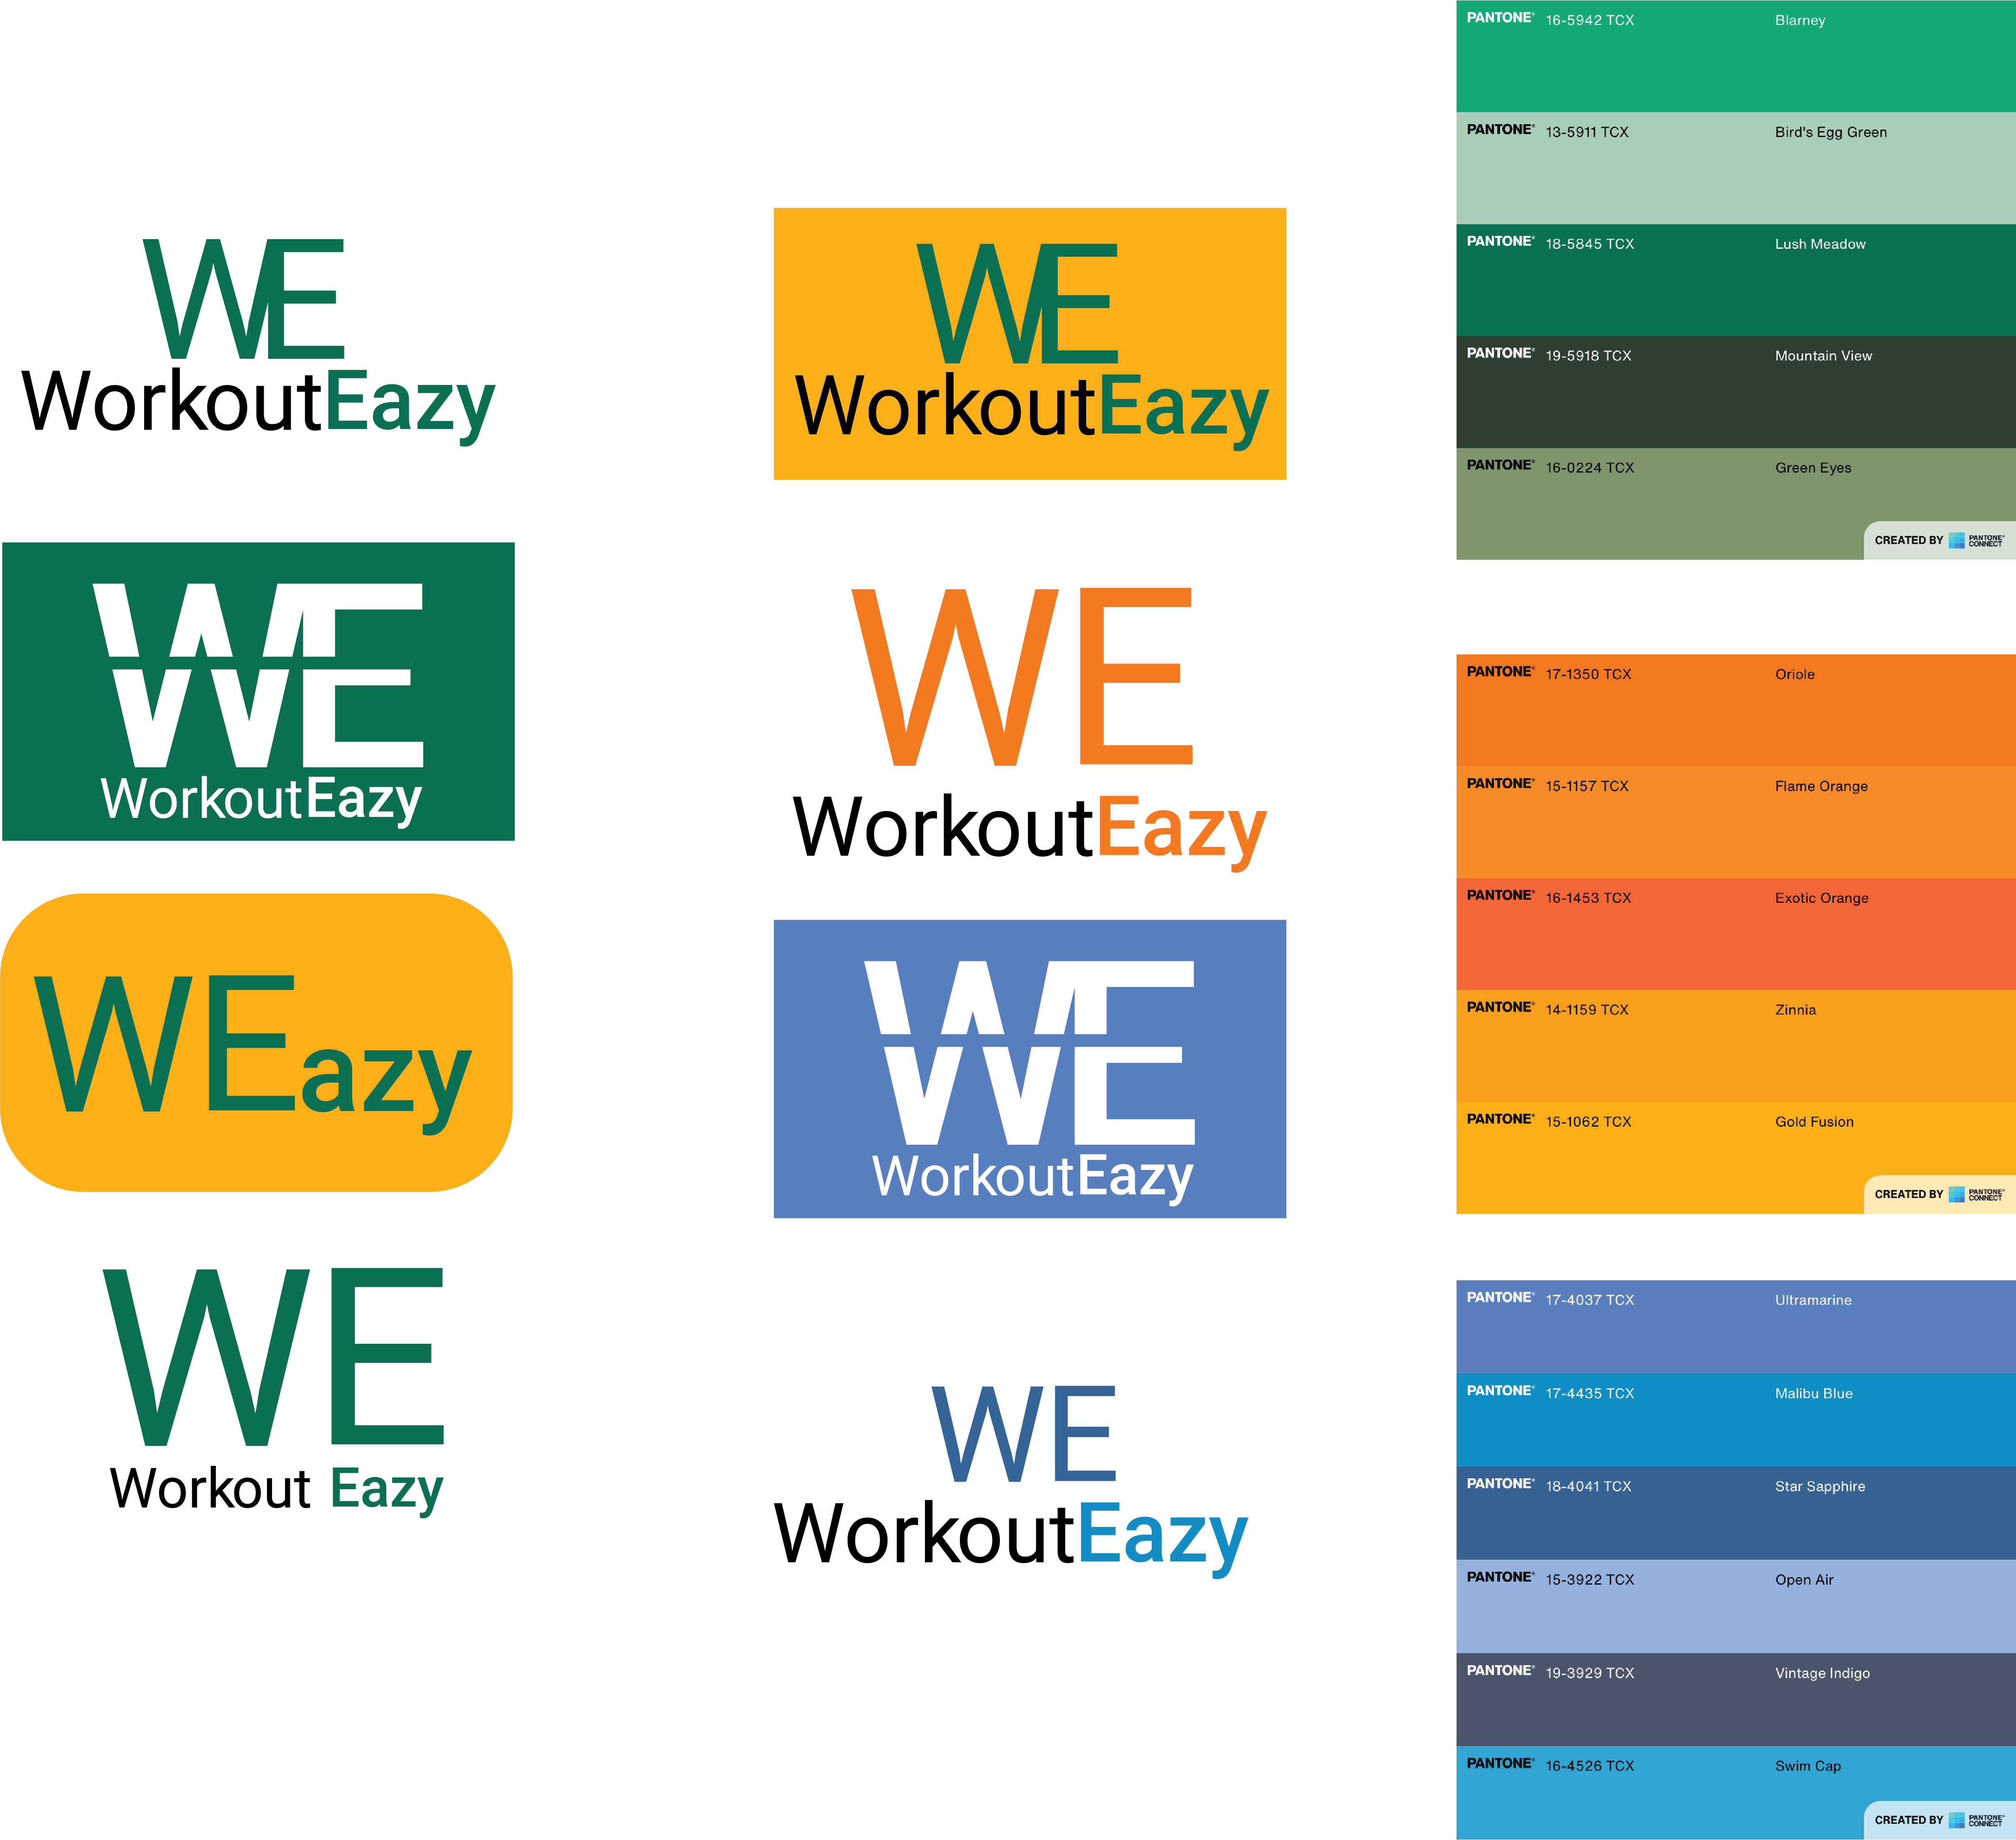 WE
WorkoutEazy
WE
WorkoutEazy
WEazy
WE
Workout Eazy
WE
WorkoutEazy
WE
WorkoutEazy
WE
WorkoutEazy
WE
WorkoutEazy
PANTONE® 16-5942 TCX Blarney
PANTONE® 13-5911 TCX Bird's Egg Green
PANTONE® 18-5845 TCX Lush Meadow
PANTONE® 19-5918 TCX Mountain View
PANTONE® 16-0224 TCX Green Eyes
CREATED BY PANTONE® CONNECT
PANTONE® 17-1350 TCX Oriole
PANTONE® 15-1157 TCX Flame Orange
PANTONE® 16-1453 TCX Exotic Orange
PANTONE® 14-1159 TCX Zinnia
PANTONE® 15-1062 TCX Gold Fusion
CREATED BY PANTONE® CONNECT
PANTONE® 17-4037 TCX Ultramarine
PANTONE® 17-4435 TCX Malibu Blue
PANTONE® 18-4041 TCX Star Sapphire
PANTONE® 15-3922 TCX Open Air
PANTONE® 19-3929 TCX Vintage Indigo
PANTONE® 16-4526 TCX Swim Cap
CREATED BY PANTONE® CONNECT